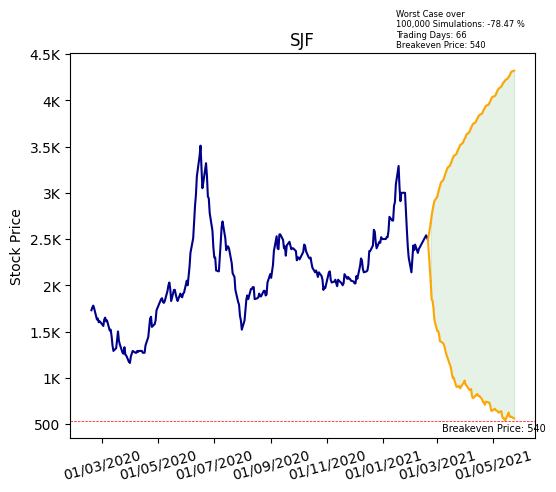 Worst Case over
100,000 Simulations: -78.47 %
Trading Days: 66
Breakeven Price: 540
SJF
4.5K
4K
3.5K
3K
2.5K
2K
1.5K
1K
500
Stock Price
Breakeven Price: 540
01/03/2020
01/05/2020
01/07/2020
01/09/2020
01/11/2020
01/01/2021
01/03/2021
01/05/2021